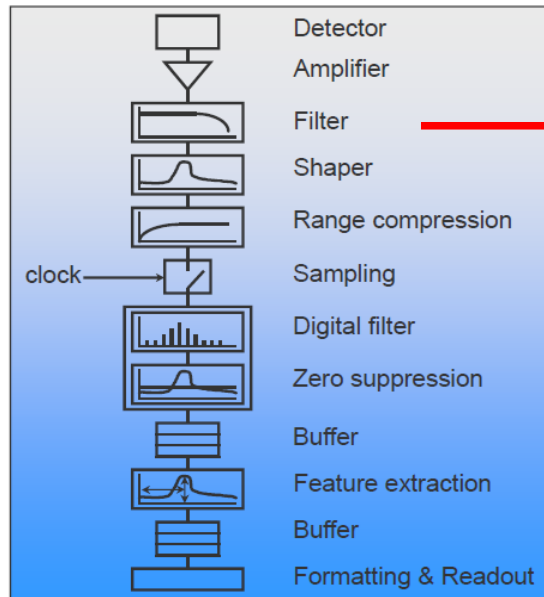 Detector
Amplifier
Filter
Shaper
Range compression
clock
Sampling
Digital filter
Zero suppression
Buffer
Feature extraction
Buffer
Formatting & Readout